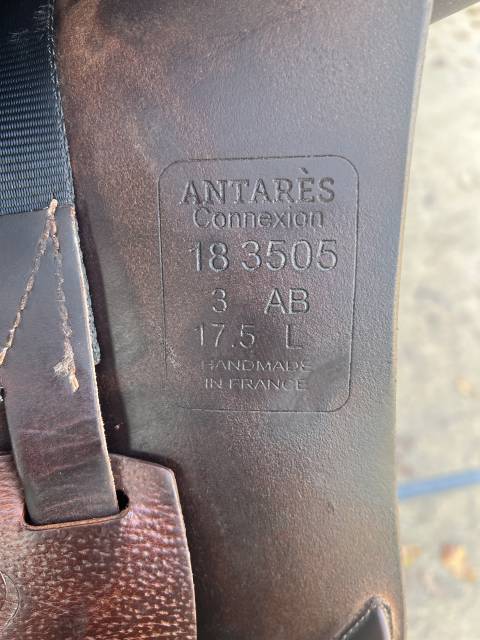 ANTARÈS
Connexion
18 3505
3 AB
17.5 L
HANDMADE
IN FRANCE